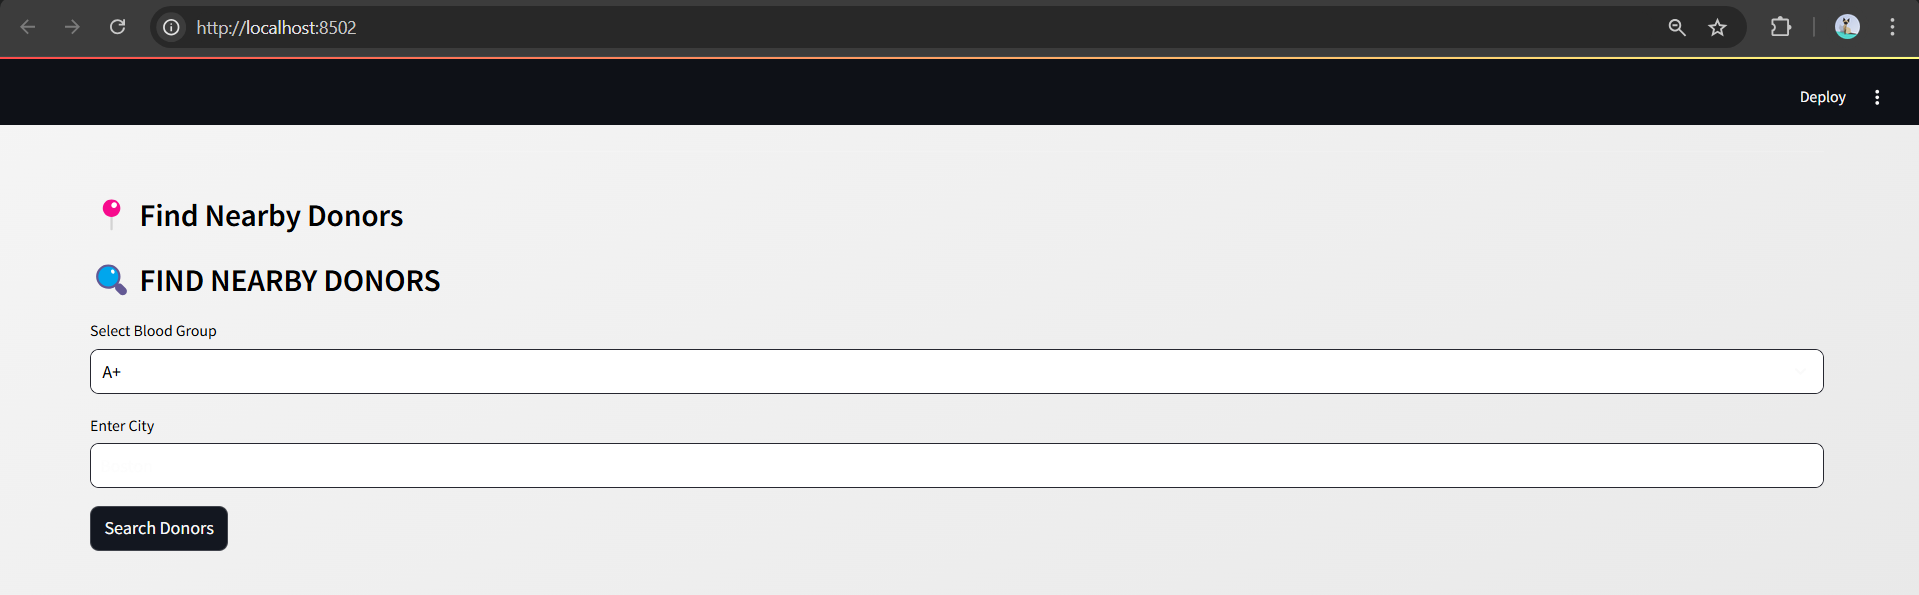 http://localhost:8502
Deploy
Find Nearby Donors
FIND NEARBY DONORS
Select Blood Group
A+
Enter City
Search Donors